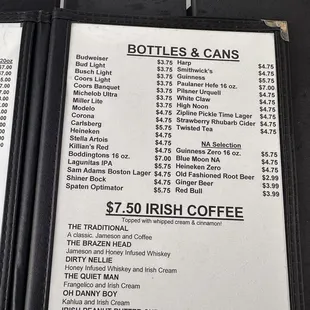 20oz
BOTTLES & CANS
Budweiser $3.75
Bud Light $3.75
Busch Light $3.75
Coors Light $3.75
Coors Banquet $3.75
Michelob Ultra $3.75
Miller Lite $3.75
Modelo
Corona $4.75
Carlsberg $4.75
Heineken $5.75
Stella Artois $4.75
Killian's Red $4.75
Boddingtons 16 oz. $7.00
Lagunitas IPA $5.75
Sam Adams Boston Lager $4.75
Shiner Bock $4.75
Spaten Optimator $5.75
Harp $4.75
Smithwick's $4.75
Guinness $5.75
Paulaner Hefe 16 oz. $7.00
Pilsner Urquell $4.75
White Claw $4.75
High Noon $4.75
Zipline Pickle Time Lager $4.75
Strawberry Rhubarb Cider $4.75
Twisted Tea $4.75
NA Selection
Guinness Zero 16 oz. $5.75
Blue Moon NA $4.75
Heineken Zero $4.75
Old Fashioned Root Beer $2.99
Ginger Beer $3.99
Red Bull $3.99
$7.50 IRISH COFFEE
Topped with whipped cream & cinnamon!
THE TRADITIONAL
A classic. Jameson and Coffee
THE BRAZEN HEAD
Jameson and Honey Infused Whiskey
DIRTY NELLIE
Honey Infused Whiskey and Irish Cream
THE QUIET MAN
Frangelico and Irish Cream
OH DANNY BOY
Kahlua and Irish Cream